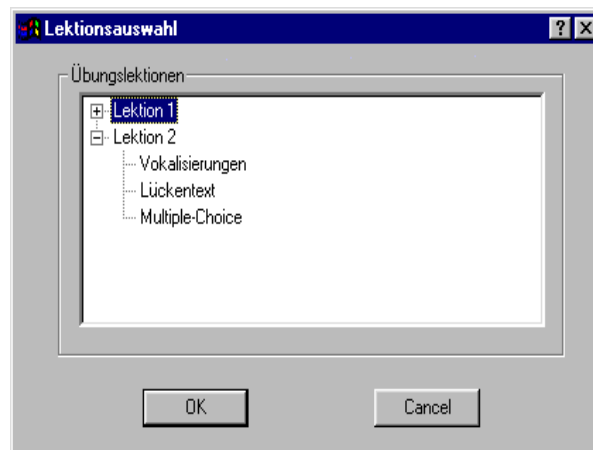 Lektionsauswahl
Übungslektionen
Lektion 1
Lektion 2
Vokalisierungen
Lückentext
Multiple-Choice
OK Cancel